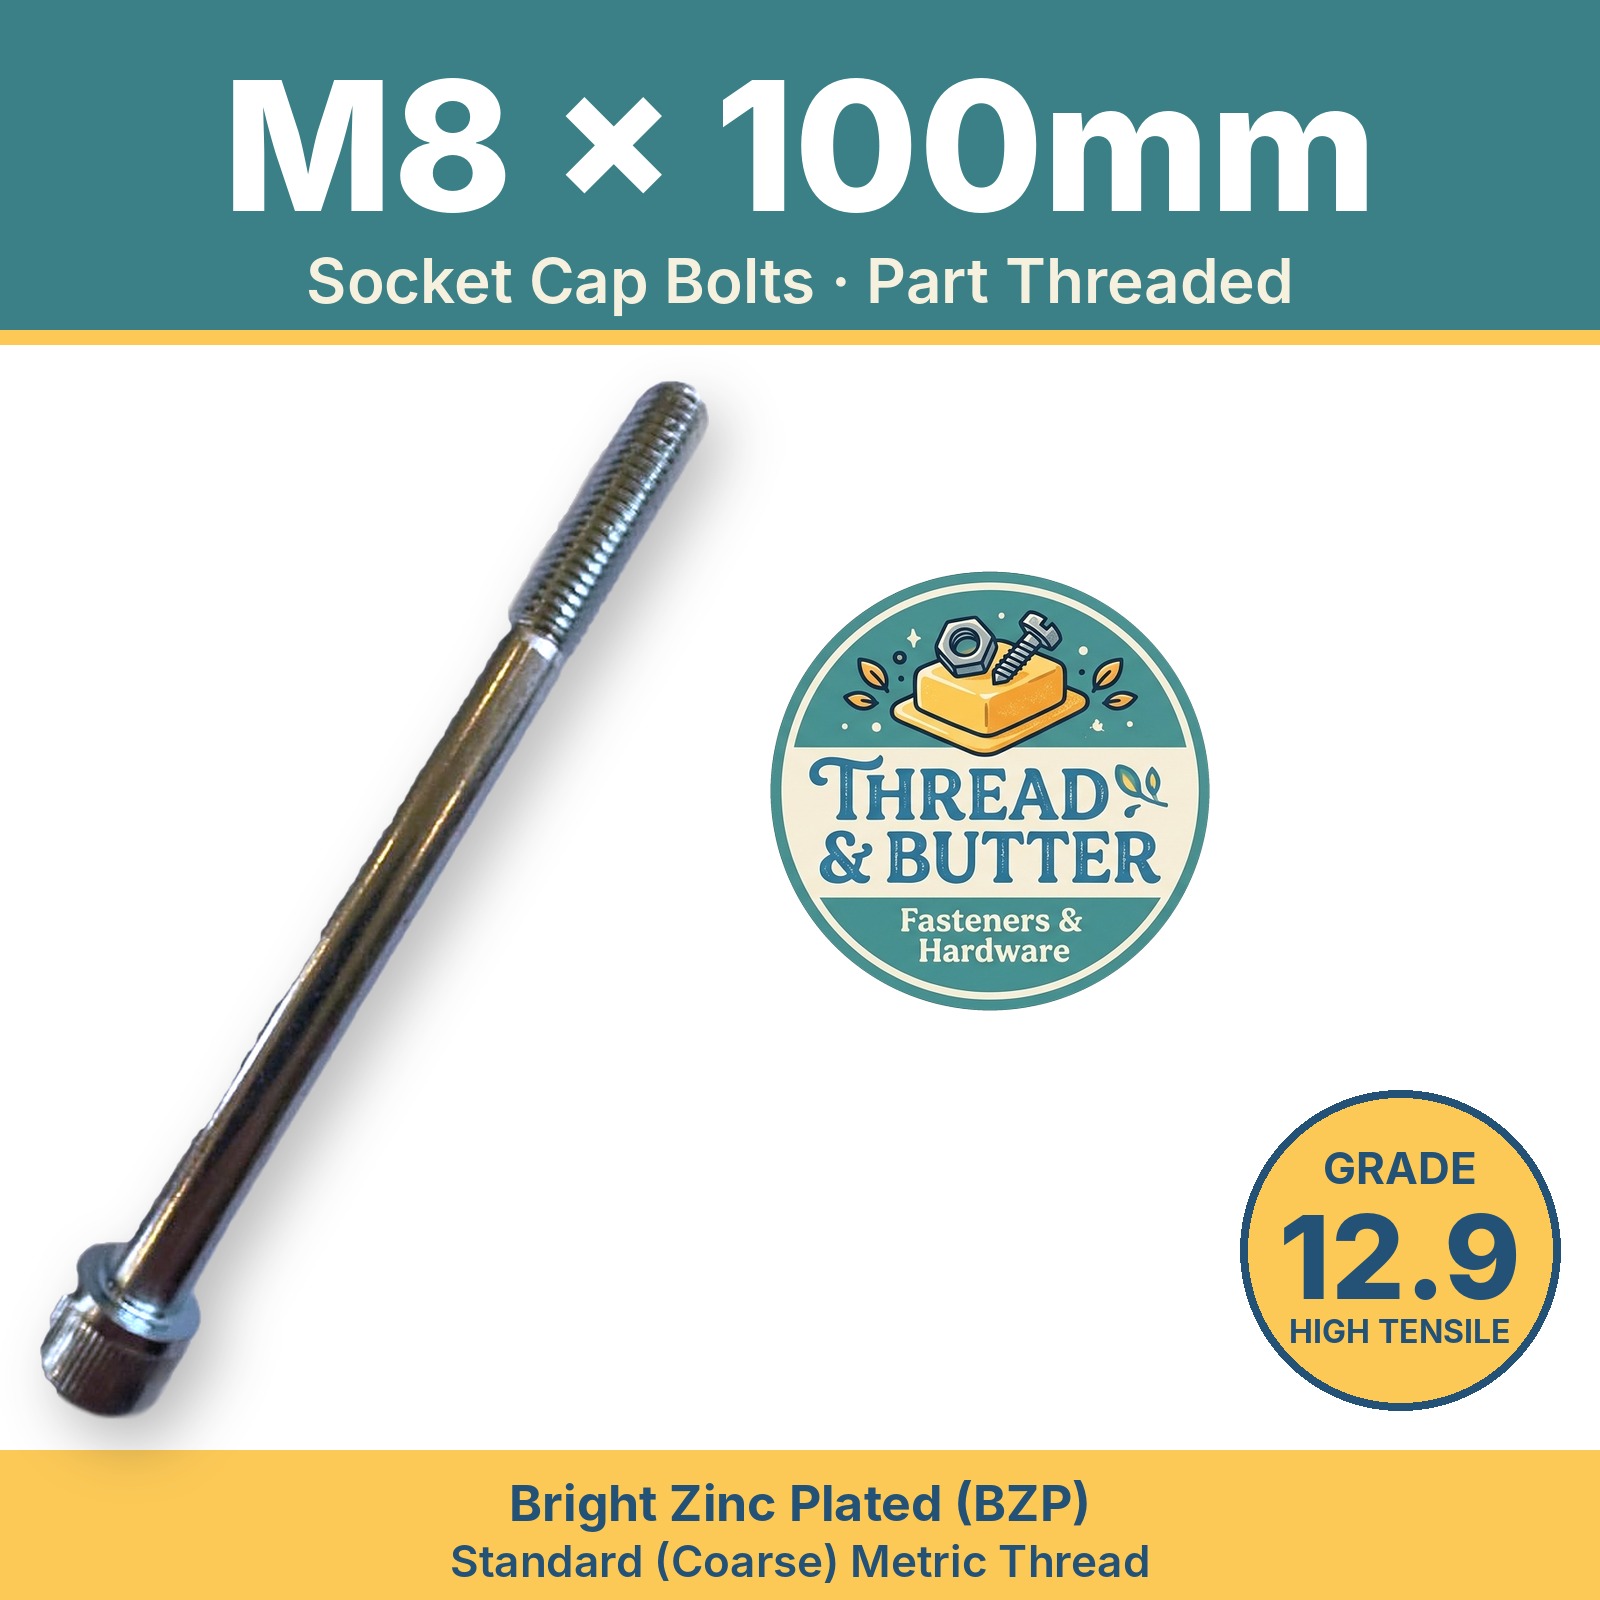 M8 × 100mm
Socket Cap Bolts · Part Threaded
THREAD
& BUTTER
Fasteners &
Hardware
GRADE
12.9
HIGH TENSILE
Bright Zinc Plated (BZP)
Standard (Coarse) Metric Thread